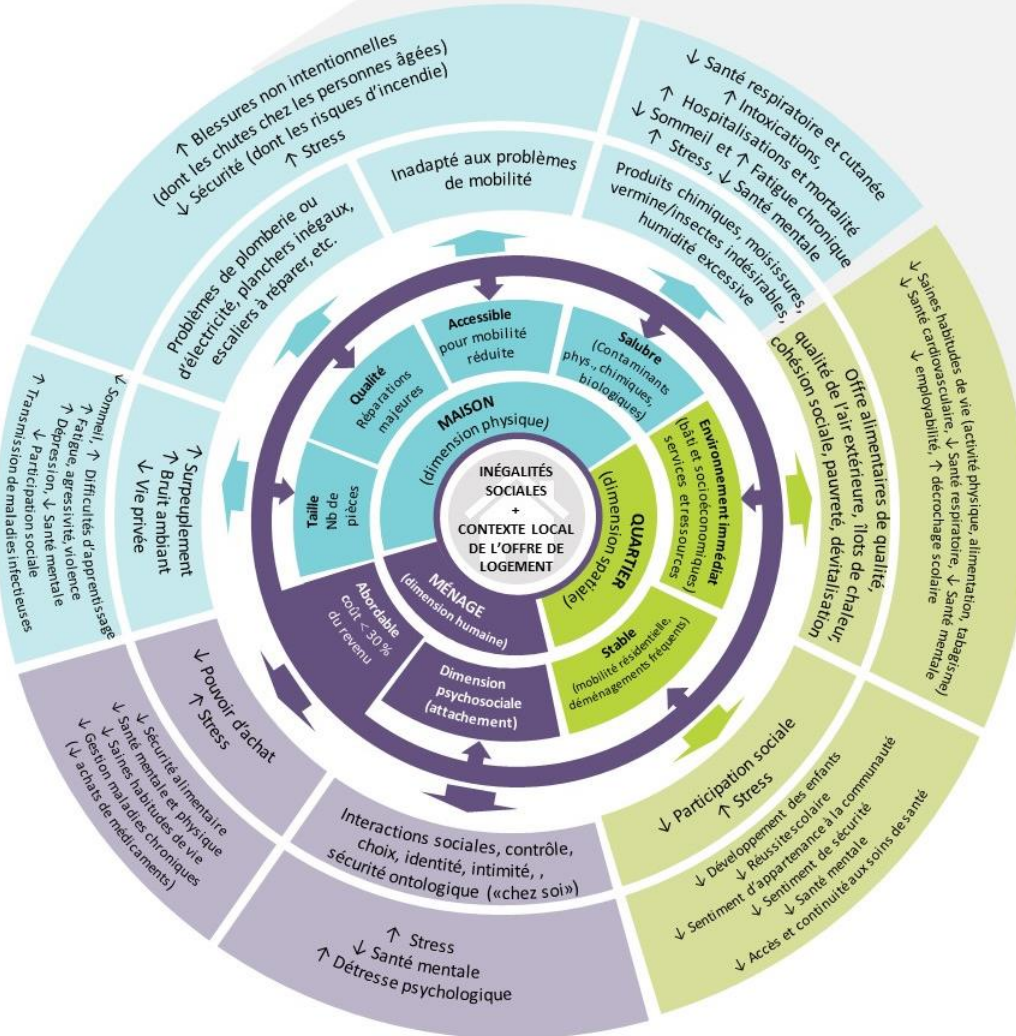 INÉGALITÉS
SOCIALES
+
CONTEXTE LOCAL
DE L'OFFRE DE
LOGEMENT
MAISON
(dimension physique)
Taille
Nb de
pièces
Qualité
Réparations
majeures
Accessible
pour mobilité
réduite
Salubre
(Contaminants
phys., chimiques,
biologiques)
QUARTIER
(dimension spatiale)
Environnement immédiat
(bâti et socioéconomiques)
services et ressources
Stable
(mobilité résidentielle,
déménagements fréquents)
MÉNAGE
(dimension humaine)
Dimension
psychosociale
(attachement)
Abordable
coût < 30 %
du revenu
↑ Surpeuplement
↑ Bruit ambiant
↓ Vie privée
↓ Sommeil, ↑ Difficultés d'apprentissage
↑ Fatigue, agressivité, violence
↑ Dépression, ↓ Santé mentale
↓ Participation sociale
↑ Transmission de maladies infectieuses
Problèmes de plomberie ou
d'électricité, planchers inégaux,
escaliers à réparer, etc.
Inadapté aux problèmes
de mobilité
↑ Blessures non intentionnelles
(dont les chutes chez les personnes âgées)
↓ Sécurité (dont les risques d'incendie)
↑ Stress
Produits chimiques, moisissures,
vermine/insectes indésirables,
humidité excessive
↓ Santé respiratoire et cutanée
↑ Intoxications,
↑ Hospitalisations et mortalité
↓ Sommeil et ↑ Fatigue chronique
↑ Stress, ↓ Santé mentale
Offre alimentaires de qualité,
qualité de l'air extérieure, îlots de chaleur,
cohésion sociale, pauvreté, dévitalisation
↓ Saines habitudes de vie (activité physique, alimentation, tabagisme)
↓ Santé cardiovasculaire, ↓ Santé respiratoire, ↓ Santé mentale
↓ employabilité, ↑ décrochage scolaire
↓ Participation sociale
↑ Stress
↓ Développement des enfants
↓ Réussite scolaire
↓ Sentiment d'appartenance à la communauté
↓ Sentiment de sécurité
↓ Santé mentale
↓ Accès et continuité aux soins de santé
Interactions sociales, contrôle,
choix, identité, intimité, ,
sécurité ontologique («chez soi»)
↑ Stress
↓ Santé mentale
↑ Détresse psychologique
↓ Pouvoir d'achat
↑ Stress
↓ Sécurité alimentaire
↓ Santé mentale et physique
↓ Saines habitudes de vie
↓ Gestion maladies chroniques
(↓ achats de médicaments)